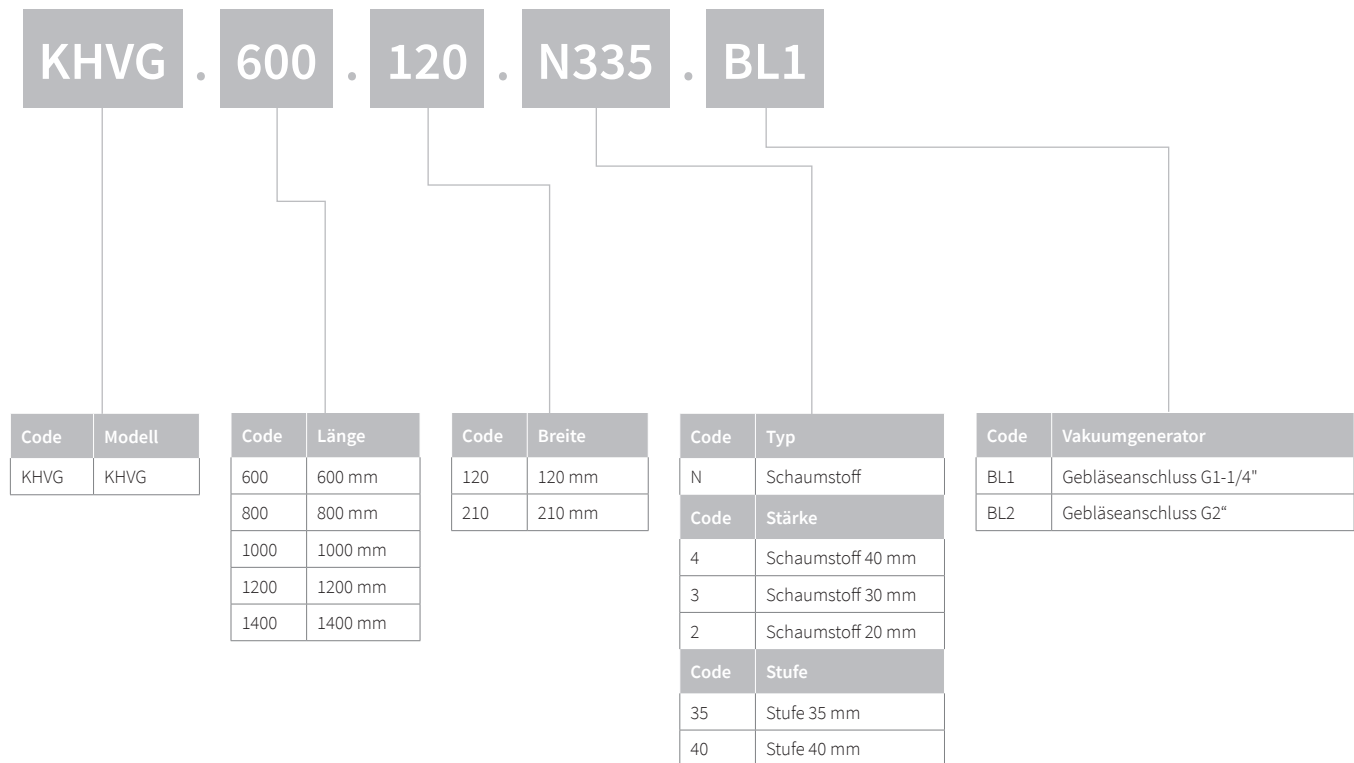 KHVG . 600 . 120 . N335 . BL1
Code Modell
KHVG KHVG
Code Länge
600 600 mm
800 800 mm
1000 1000 mm
1200 1200 mm
1400 1400 mm
Code Breite
120 120 mm
210 210 mm
Code Typ
N Schaumstoff
Code Stärke
4 Schaumstoff 40 mm
3 Schaumstoff 30 mm
2 Schaumstoff 20 mm
Code Stufe
35 Stufe 35 mm
40 Stufe 40 mm
Code Vakuumgenerator
BL1 Gebläseanschluss G1-1/4"
BL2 Gebläseanschluss G2“